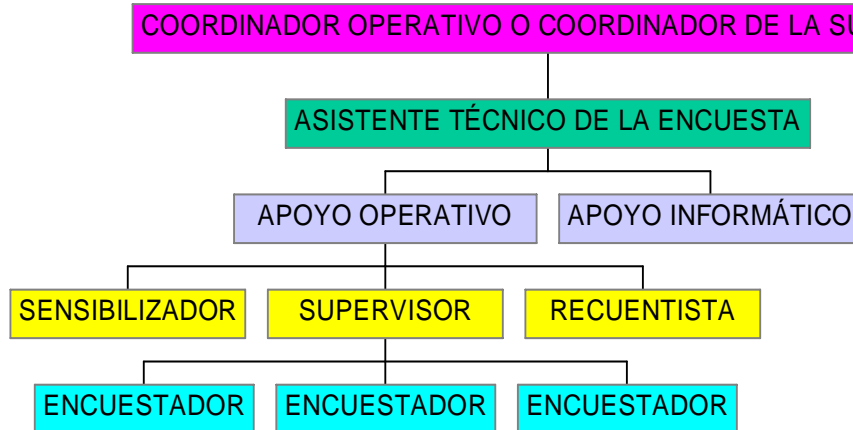 COORDINADOR OPERATIVO O COORDINADOR DE LA
ASISTENTE TÉCNICO DE LA ENCUESTA
APOYO OPERATIVO APOYO INFORMÁTICO
SENSIBILIZADOR SUPERVISOR RECUENTISTA
ENCUESTADOR ENCUESTADOR ENCUESTADOR